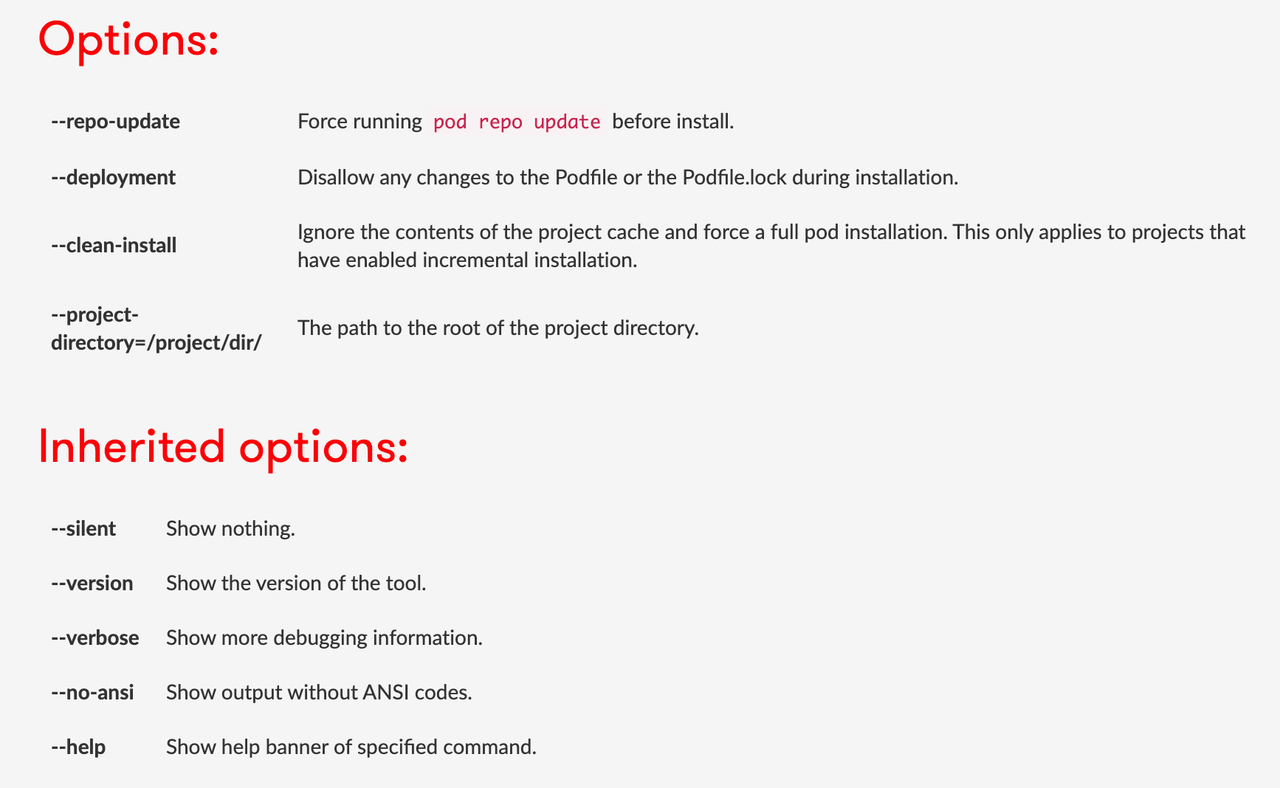 Options:
--repo-update Force running pod repo update before install.
--deployment Disallow any changes to the Podfile or the Podfile.lock during installation.
--clean-install Ignore the contents of the project cache and force a full pod installation. This only applies to projects that
have enabled incremental installation.
--project-
directory=/project/dir/ The path to the root of the project directory.
Inherited options:
--silent Show nothing.
--version Show the version of the tool.
--verbose Show more debugging information.
--no-ansi Show output without ANSI codes.
--help Show help banner of specified command.